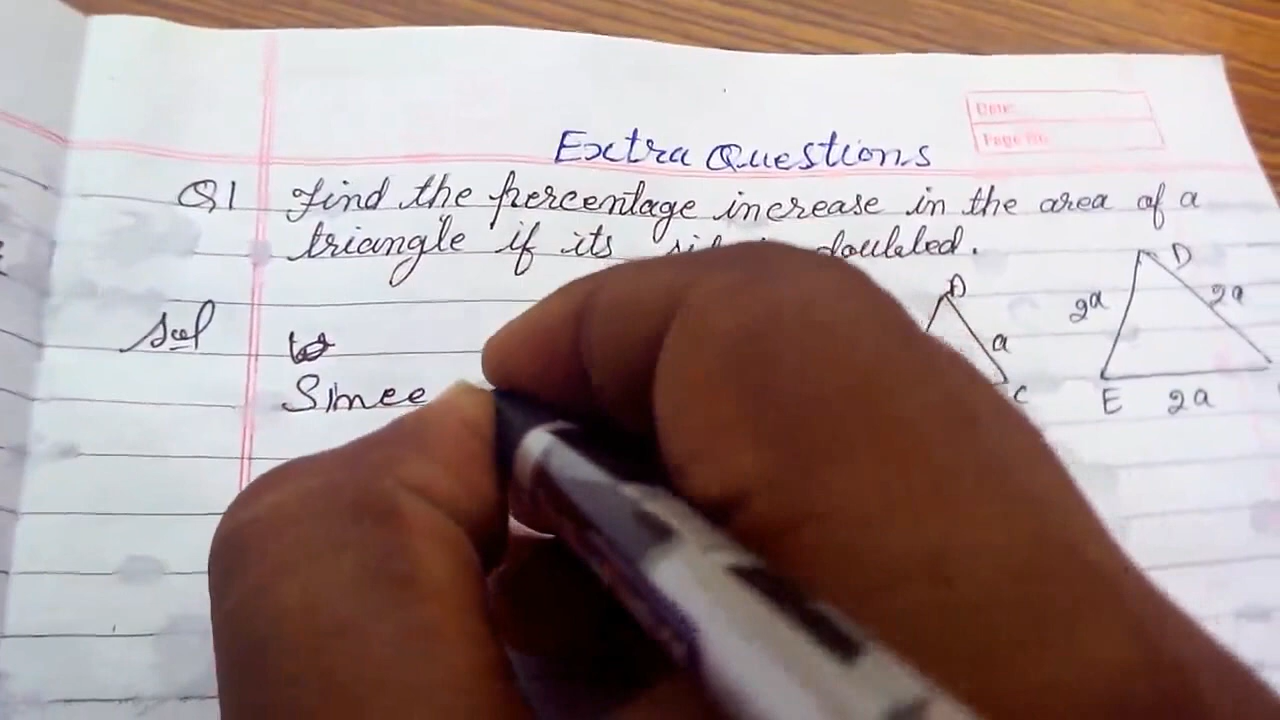 Date:
Page No.
Extra Questions
Q1 Find the percentage increase in the area of a
triangle if its doubled.
A D
2a 2a
Sol a
Since C E 2a